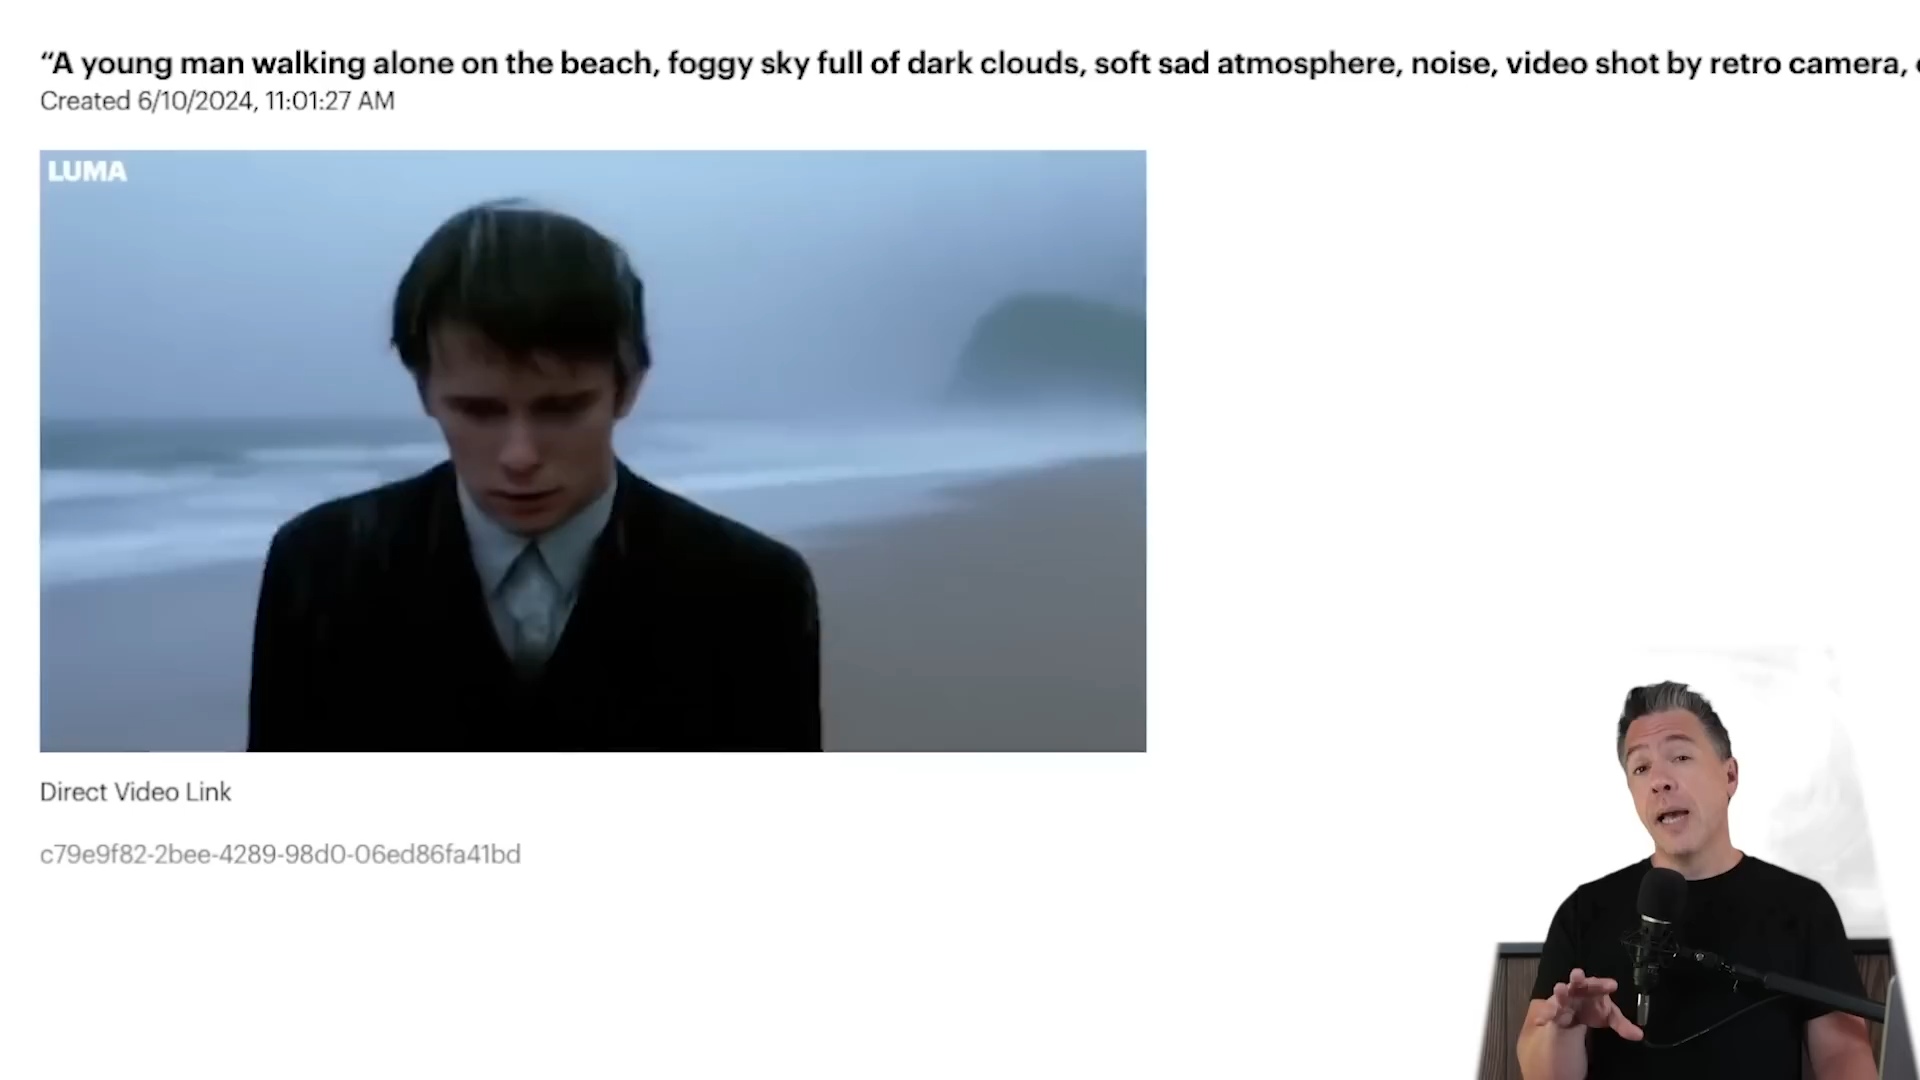 “A young man walking alone on the beach, foggy sky full of dark clouds, soft sad atmosphere, noise, video shot by retro camera,
Created 6/10/2024, 11:01:27 AM
LUMA
Direct Video Link
c79e9f82-2bee-4289-98d0-06ed86fa41bd